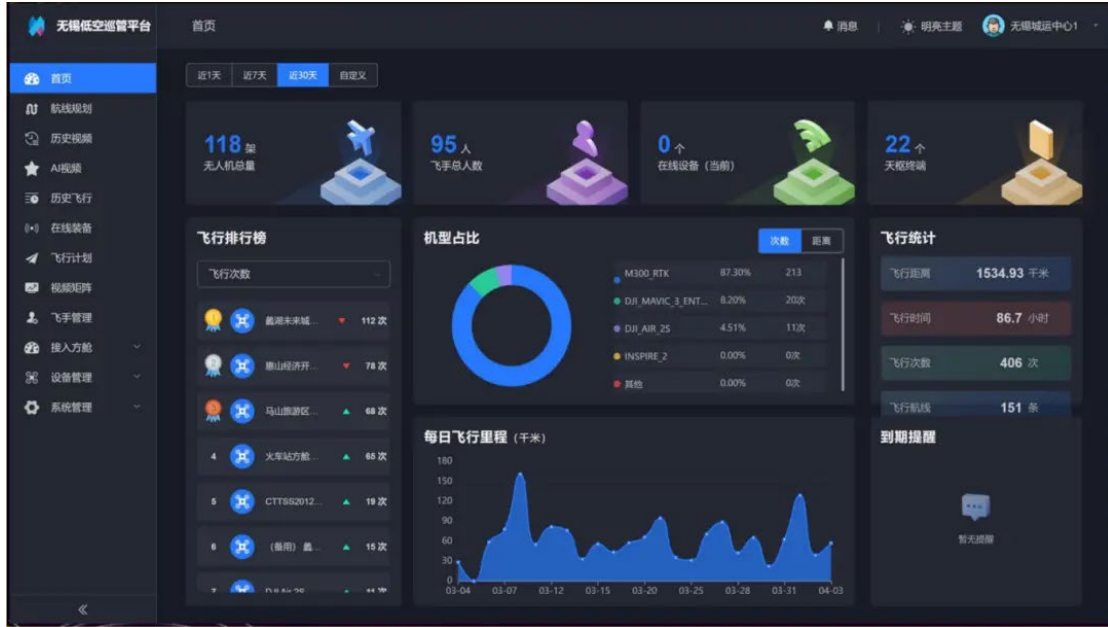 无锡低空巡管平台
首页
消息
明亮主题
无锡城运中心1
首页
航线规划
历史视频
AI视频
历史飞行
在线装备
飞行计划
视频矩阵
飞手管理
接入方舱
设备管理
系统管理
近1天 近7天 近30天 自定义
118 架
无人机总量
95 人
飞手总人数
0 个
在线设备（当前）
22 个
天枢终端
飞行排行榜
飞行次数
蠡湖未来城... 112 次
惠山经济开... 78 次
马山旅游区... 68 次
4 火车站方舱... 65 次
5 CTTSS2012... 19 次
6 （备用）蠡... 15 次
机型占比
次数 距离
M300_RTK 87.30% 213
DJI_MAVIC_3_ENT... 8.20% 20次
DJI_AIR_2S 4.51% 11次
INSPIRE_2 0.00% 0次
其他 0.00% 0次
飞行统计
飞行距离 1534.93 千米
飞行时间 86.7 小时
飞行次数 406 次
飞行航线 151 条
每日飞行里程（千米）
180
150
120
90
60
30
0
03-04 03-07 03-12 03-15 03-20 03-25 03-28 03-31 04-03
到期提醒
暂无提醒